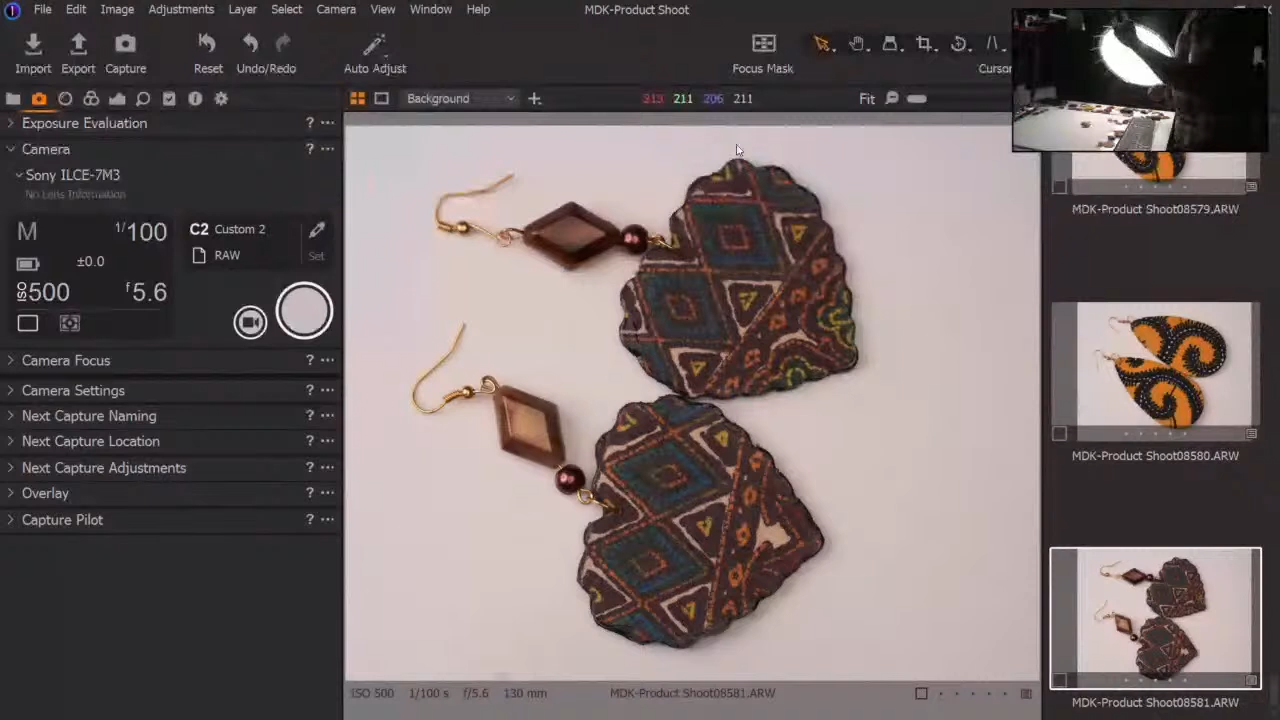 File Edit Image Adjustments Layer Select Camera View Window Help MDK-Product Shoot
Import Export Capture Reset Undo/Redo Auto Adjust Focus Mask Cursor
Background 213 211 206 211 Fit
Exposure Evaluation ? ...
Camera ? ...
Sony ILCE-7M3
No Lens Information
M 1/100 C2 Custom 2
±0.0 RAW Set
ISO 500 f 5.6
Camera Focus ? ...
Camera Settings ? ...
Next Capture Naming ? ...
Next Capture Location ? ...
Next Capture Adjustments ? ...
Overlay ? ...
Capture Pilot ? ...
ISO 500 1/100 s f/5.6 130 mm MDK-Product Shoot08581.ARW
MDK-Product Shoot08579.ARW
MDK-Product Shoot08580.ARW
MDK-Product Shoot08581.ARW